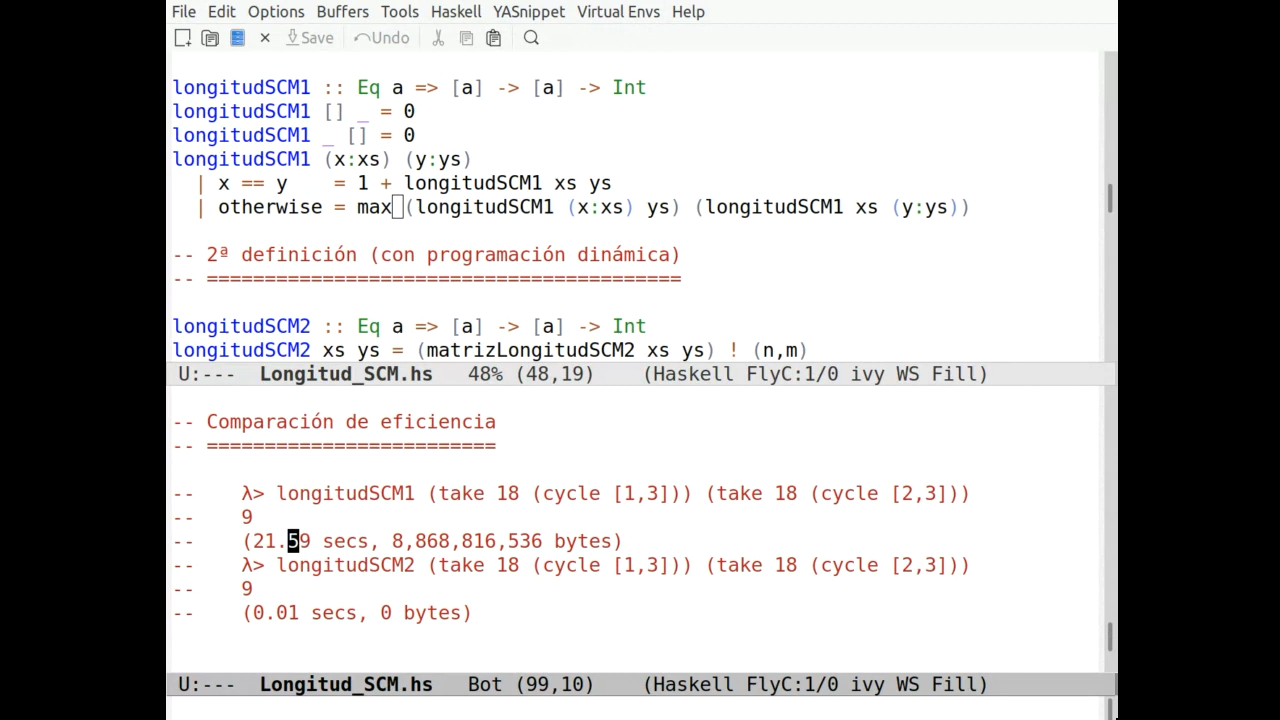 File Edit Options Buffers Tools Haskell YASnippet Virtual Envs Help
Save Undo
longitudSCM1 :: Eq a => [a] -> [a] -> Int
longitudSCM1 [] _ = 0
longitudSCM1 _ [] = 0
longitudSCM1 (x:xs) (y:ys)
  | x == y    = 1 + longitudSCM1 xs ys
  | otherwise = max (longitudSCM1 (x:xs) ys) (longitudSCM1 xs (y:ys))
-- 2ª definición (con programación dinámica)
-- =========================================
longitudSCM2 :: Eq a => [a] -> [a] -> Int
longitudSCM2 xs ys = (matrizLongitudSCM2 xs ys) ! (n,m)
U:---  Longitud_SCM.hs   48% (48,19)    (Haskell FlyC:1/0 ivy WS Fill)
-- Comparación de eficiencia
-- =========================
--    λ> longitudSCM1 (take 18 (cycle [1,3])) (take 18 (cycle [2,3]))
--    9
--    (21.59 secs, 8,868,816,536 bytes)
--    λ> longitudSCM2 (take 18 (cycle [1,3])) (take 18 (cycle [2,3]))
--    9
--    (0.01 secs, 0 bytes)
U:---  Longitud_SCM.hs   Bot (99,10)    (Haskell FlyC:1/0 ivy WS Fill)